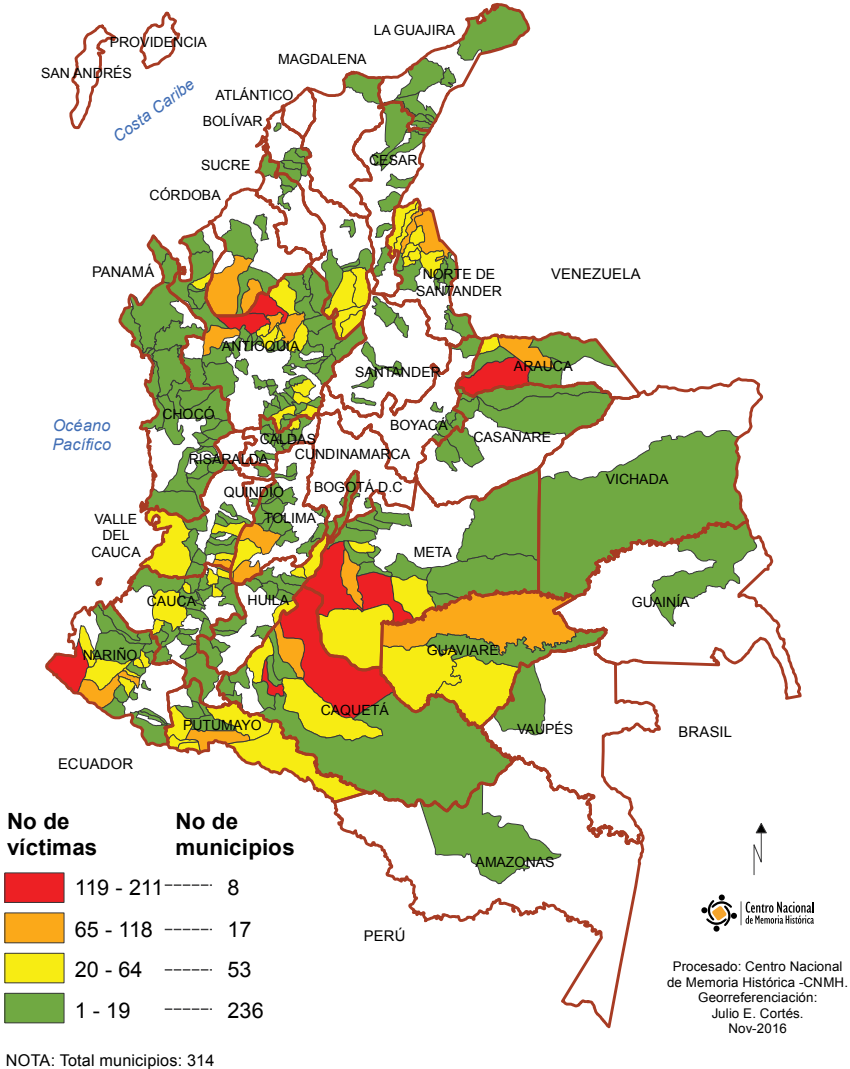 LA GUAJIRA
PROVIDENCIA
SAN ANDRÉS
MAGDALENA
Costa Caribe
ATLÁNTICO
BOLÍVAR
CESAR
SUCRE
CÓRDOBA
PANAMÁ
NORTE DE
SANTANDER
VENEZUELA
ANTIOQUIA
SANTANDER
ARAUCA
CHOCÓ
Océano
Pacífico
CALDAS
BOYACÁ
CASANARE
RISARALDA
CUNDINAMARCA
QUINDÍO
BOGOTÁ D.C
VICHADA
VALLE
DEL
CAUCA
TOLIMA
META
CAUCA
HUILA
GUAINÍA
NARIÑO
GUAVIARE
CAQUETÁ
PUTUMAYO
VAUPÉS
BRASIL
ECUADOR
AMAZONAS
PERÚ
No de
víctimas
No de
municipios
119 - 211 ------ 8
65 - 118 ------ 17
20 - 64 ------ 53
1 - 19 ------ 236
NOTA: Total municipios: 314
N
Centro Nacional
de Memoria Histórica
Procesado: Centro Nacional
de Memoria Histórica -CNMH.
Georreferenciación:
Julio E. Cortés.
Nov-2016